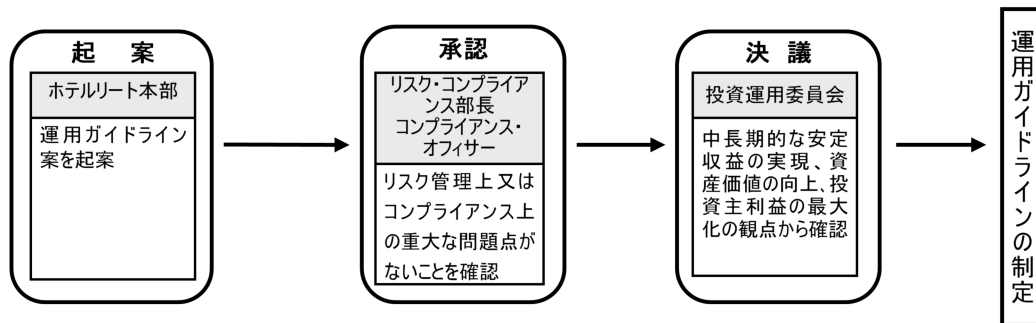 起　案
ホテルリート本部
運用ガイドライン
案を起案
承認
リスク・コンプライア
ンス部長
コンプライアンス・
オフィサー
リスク管理上又は
コンプライアンス上
の重大な問題点が
ないことを確認
決　議
投資運用委員会
中長期的な安定
収益の実現、資
産価値の向上、投
資主利益の最大
化の観点から確認
運用ガイドラインの制定